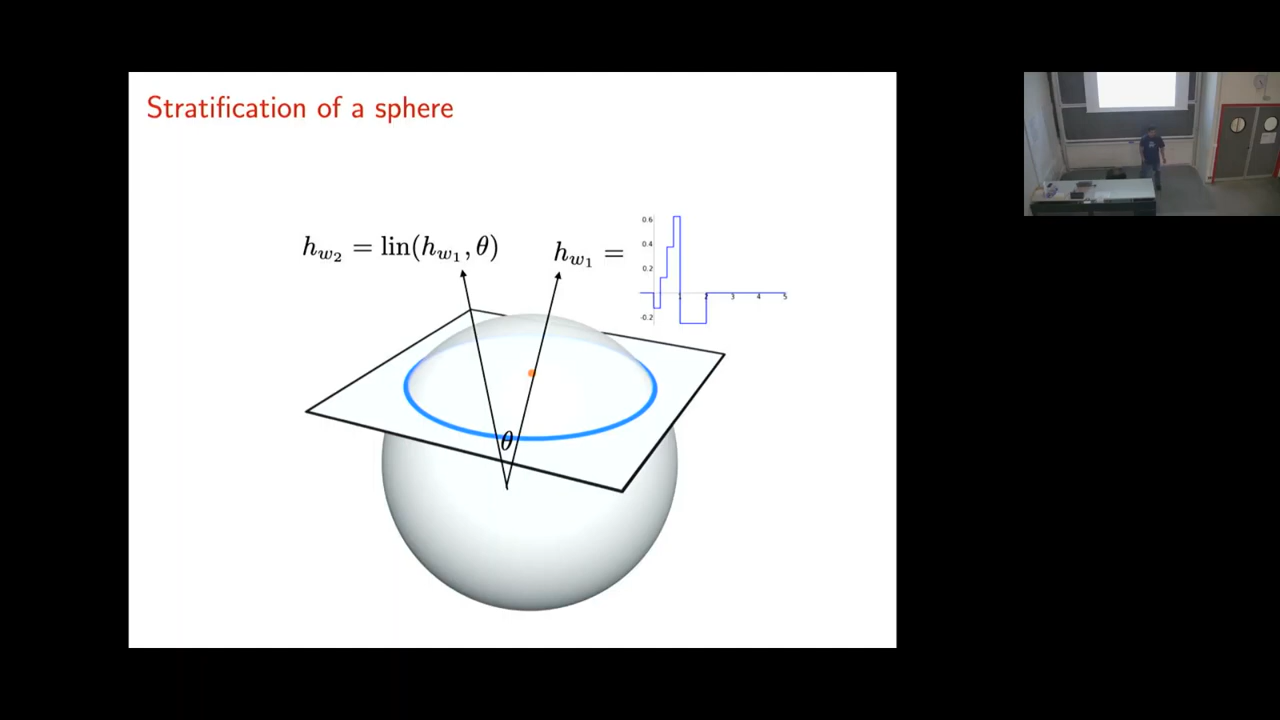 Stratification of a sphere
h_{w_2} = lin(h_{w_1}, θ)
h_{w_1} =
0.6
0.4
0.2
1 2 3 4 5
-0.2
θ